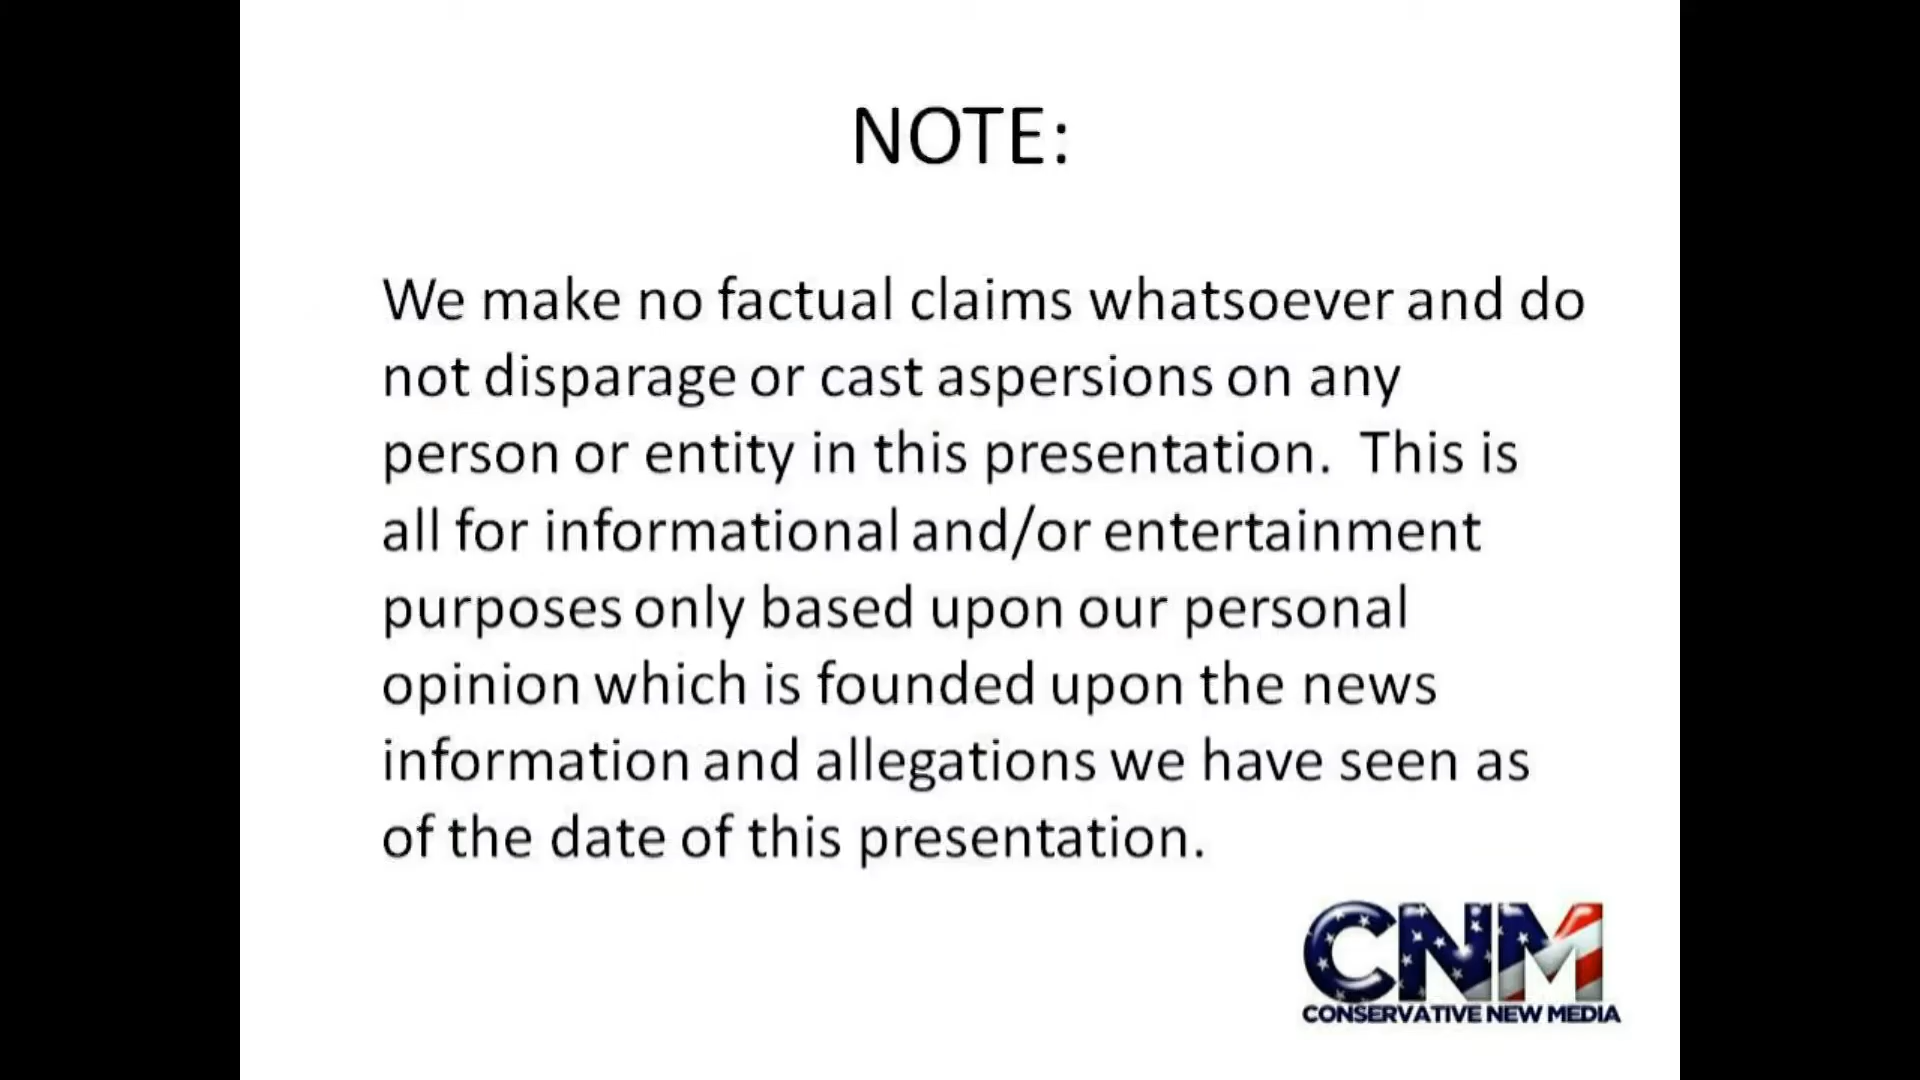 NOTE:
We make no factual claims whatsoever and do
not disparage or cast aspersions on any
person or entity in this presentation.  This is
all for informational and/or entertainment
purposes only based upon our personal
opinion which is founded upon the news
information and allegations we have seen as
of the date of this presentation.
CNM
CONSERVATIVE NEW MEDIA